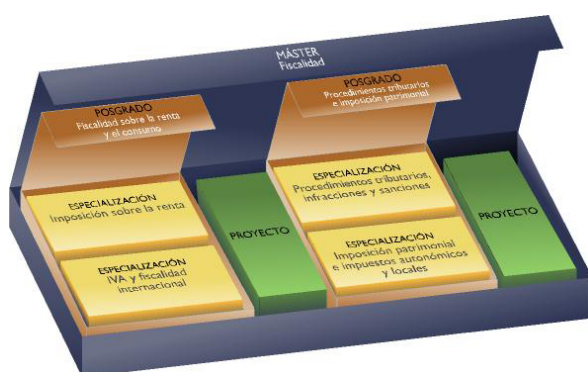 MÁSTER
Fiscalidad
POSGRADO
Fiscalidad sobre la renta
y el consumo
POSGRADO
Procedimientos tributarios
e imposición patrimonial
ESPECIALIZACIÓN
Imposición sobre la renta
ESPECIALIZACIÓN
IVA y fiscalidad
internacional
PROYECTO
ESPECIALIZACIÓN
Procedimientos tributarios,
infracciones y sanciones
ESPECIALIZACIÓN
Imposición patrimonial
e impuestos autonómicos
y locales
PROYECTO